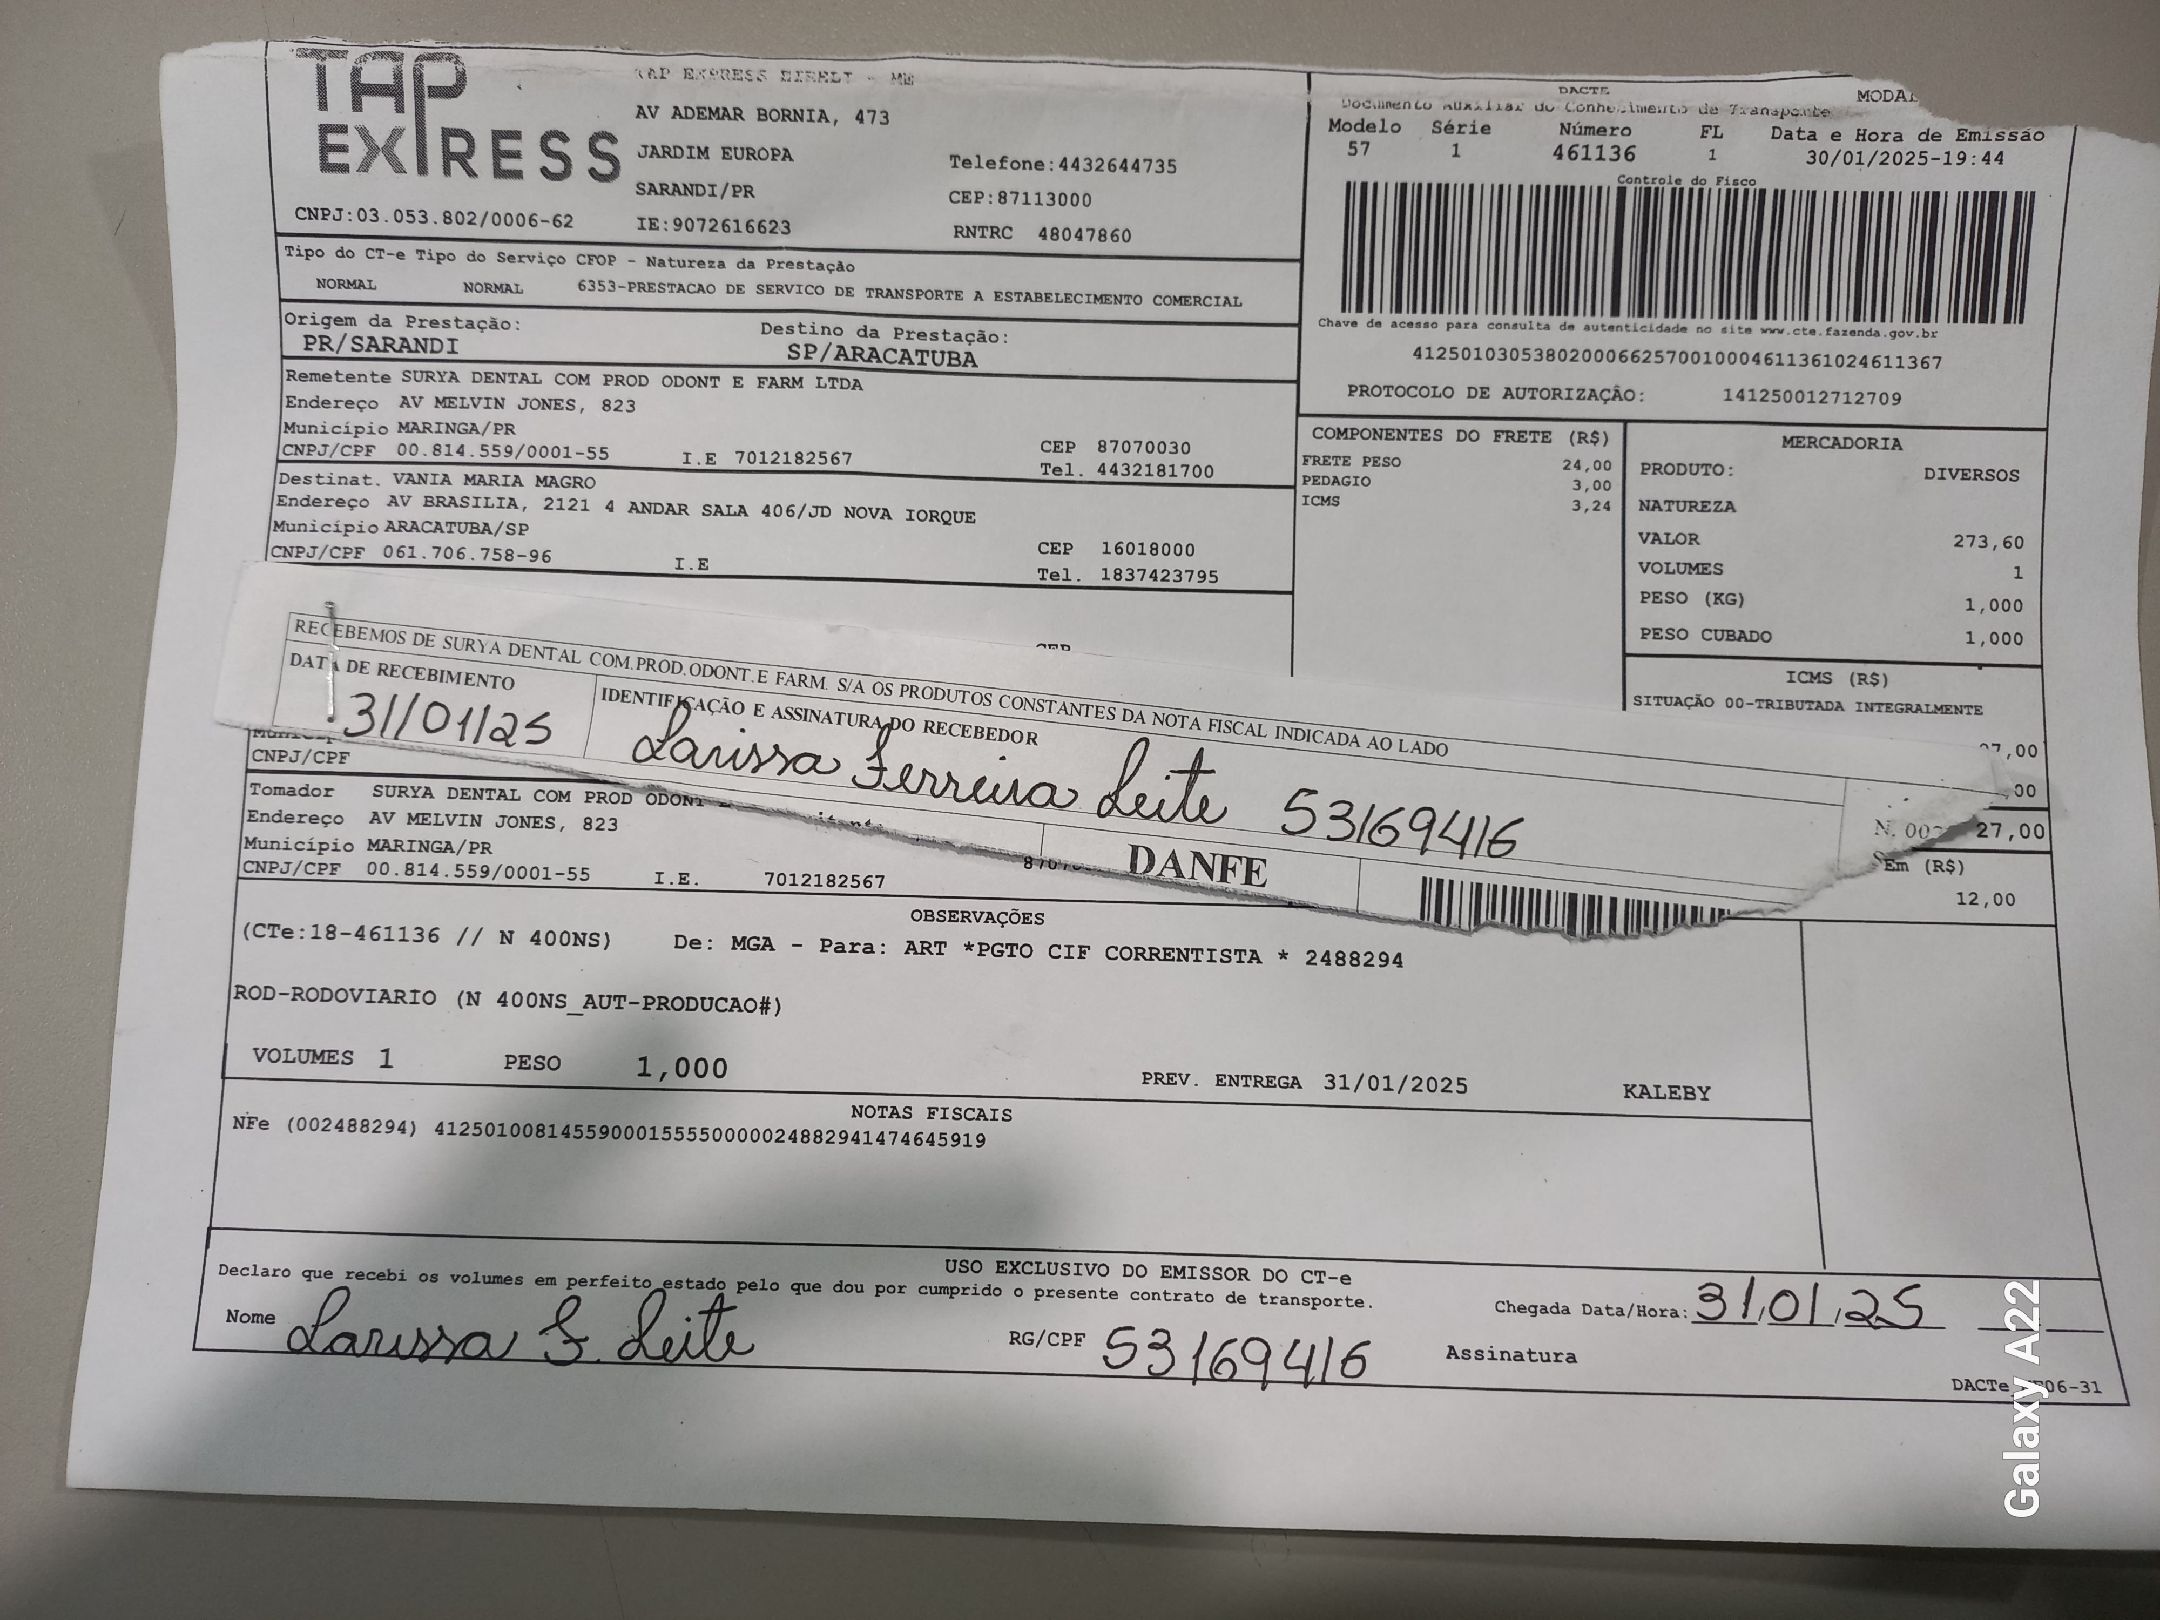 TAP EXPRESS
TAP EXPRESS EIRELI - ME
AV ADEMAR BORNIA, 473
JARDIM EUROPA
Telefone:4432644735
SARANDI/PR
CEP:87113000
CNPJ:03.053.802/0006-62
IE:9072616623
RNTRC 48047860
DACTE
Documento Auxiliar do Conhecimento de Transporte
Modelo Série Número FL Data e Hora de Emissão
57 1 461136 1 30/01/2025-19:44
Controle do Fisco
Chave de acesso para consulta de autenticidade no site www.cte.fazenda.gov.br
41250103053802000662570010004611361024611367
PROTOCOLO DE AUTORIZAÇÃO: 141250012712709
Tipo do CT-e Tipo do Serviço CFOP - Natureza da Prestação
NORMAL NORMAL 6353-PRESTACAO DE SERVICO DE TRANSPORTE A ESTABELECIMENTO COMERCIAL
Origem da Prestação: Destino da Prestação:
PR/SARANDI SP/ARACATUBA
Remetente SURYA DENTAL COM PROD ODONT E FARM LTDA
Endereço AV MELVIN JONES, 823
Município MARINGA/PR CEP 87070030
CNPJ/CPF 00.814.559/0001-55 I.E 7012182567 Tel. 4432181700
Destinat. VANIA MARIA MAGRO
Endereço AV BRASILIA, 2121 4 ANDAR SALA 406/JD NOVA IORQUE
Município ARACATUBA/SP CEP 16018000
CNPJ/CPF 061.706.758-96 I.E Tel. 1837423795
COMPONENTES DO FRETE (R$)
FRETE PESO 24,00
PEDAGIO 3,00
ICMS 3,24
MERCADORIA
PRODUTO: DIVERSOS
NATUREZA
VALOR 273,60
VOLUMES 1
PESO (KG) 1,000
PESO CUBADO 1,000
ICMS (R$)
SITUAÇÃO 00-TRIBUTADA INTEGRALMENTE
27,00
Em (R$)
12,00
RECEBEMOS DE SURYA DENTAL COM.PROD.ODONT.E FARM. S/A OS PRODUTOS CONSTANTES DA NOTA FISCAL INDICADA AO LADO
DATA DE RECEBIMENTO IDENTIFICAÇÃO E ASSINATURA DO RECEBEDOR
31/01/25 Larissa Ferreira Leite 53169416
DANFE
CNPJ/CPF
Tomador SURYA DENTAL COM PROD ODONT
Endereço AV MELVIN JONES, 823
Município MARINGA/PR
CNPJ/CPF 00.814.559/0001-55 I.E. 7012182567
OBSERVAÇÕES
(CTe:18-461136 // N 400NS) De: MGA - Para: ART *PGTO CIF CORRENTISTA * 2488294
ROD-RODOVIARIO (N 400NS_AUT-PRODUCAO#)
VOLUMES 1 PESO 1,000 PREV. ENTREGA 31/01/2025 KALEBY
NOTAS FISCAIS
NFe (002488294) 41250100814559000155550000024882941474645919
USO EXCLUSIVO DO EMISSOR DO CT-e
Declaro que recebi os volumes em perfeito estado pelo que dou por cumprido o presente contrato de transporte.
Chegada Data/Hora: 31,01,25
Nome Larissa F. Leite RG/CPF 53169416 Assinatura
DACTe 06-31
Galaxy A22